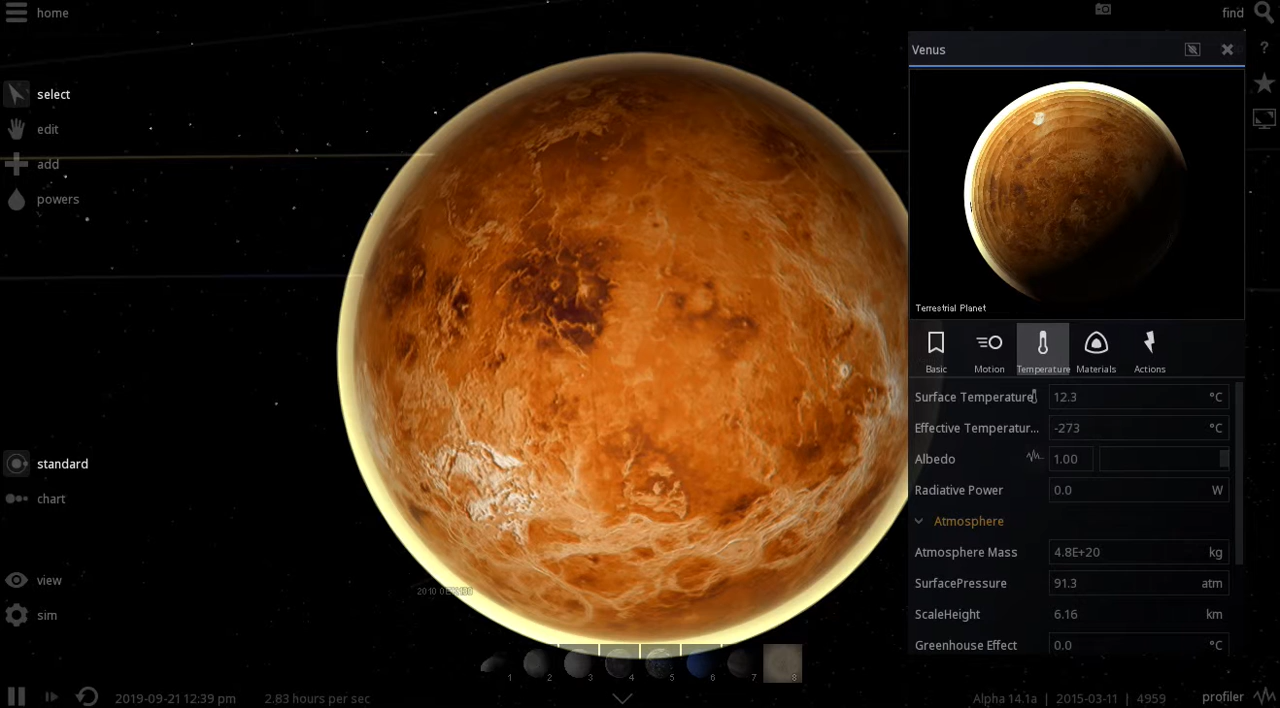 home
find
Venus
?
select
edit
add
powers
Terrestrial Planet
Basic
Motion
Temperature
Materials
Actions
Surface Temperature 12.3 °C
Effective Temperatur... -273 °C
Albedo 1.00
Radiative Power 0.0 W
Atmosphere
Atmosphere Mass 4.8E+20 kg
SurfacePressure 91.3 atm
ScaleHeight 6.16 km
Greenhouse Effect 0.0 °C
standard
chart
view
sim
1
2
3
4
5
6
7
8
2019-09-21 12:39 pm
2.83 hours per sec
Alpha 14.1a | 2015-03-11 | 4959
profiler